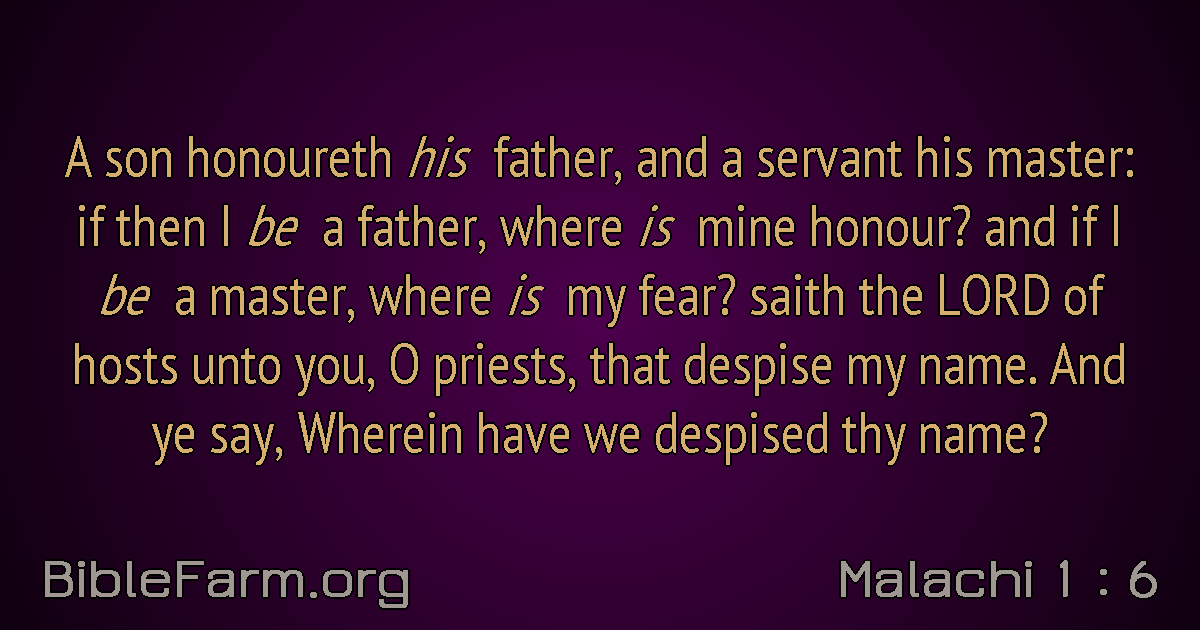 A son honoureth his father, and a servant his master:
if then I be a father, where is mine honour? and if I
be a master, where is my fear? saith the LORD of
hosts unto you, O priests, that despise my name. And
ye say, Wherein have we despised thy name?
BibleFarm.org
Malachi 1 : 6